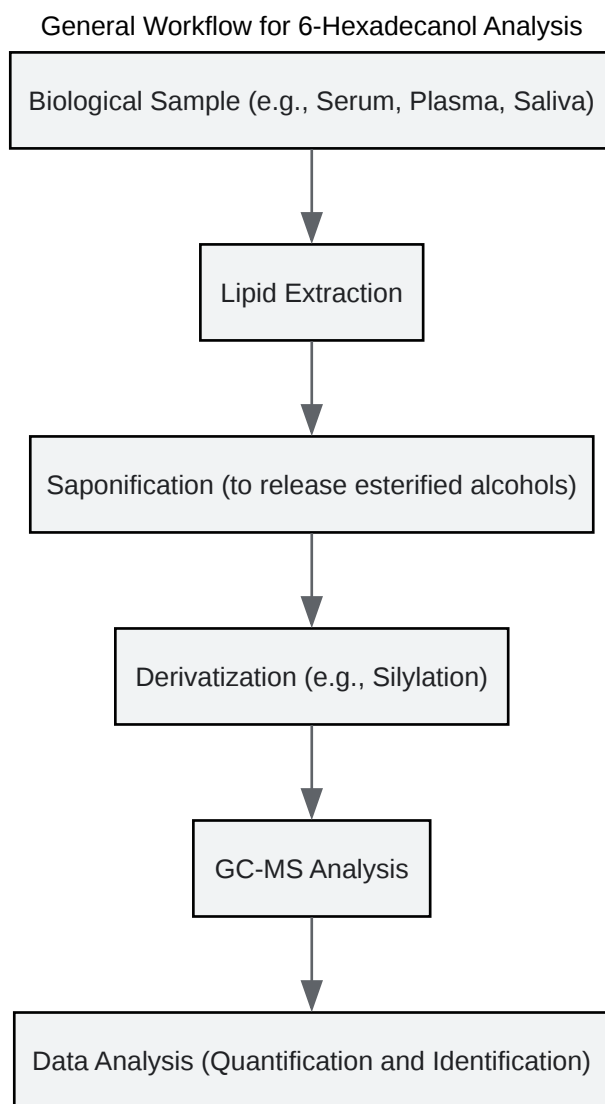 General Workflow for 6-Hexadecanol Analysis
Biological Sample (e.g., Serum, Plasma, Saliva)
Lipid Extraction
Saponification (to release esterified alcohols)
Derivatization (e.g., Silylation)
GC-MS Analysis
Data Analysis (Quantification and Identification)